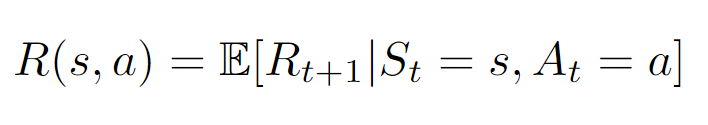 R(s, a) = 𝔼[R_{t+1}|S_t = s, A_t = a]